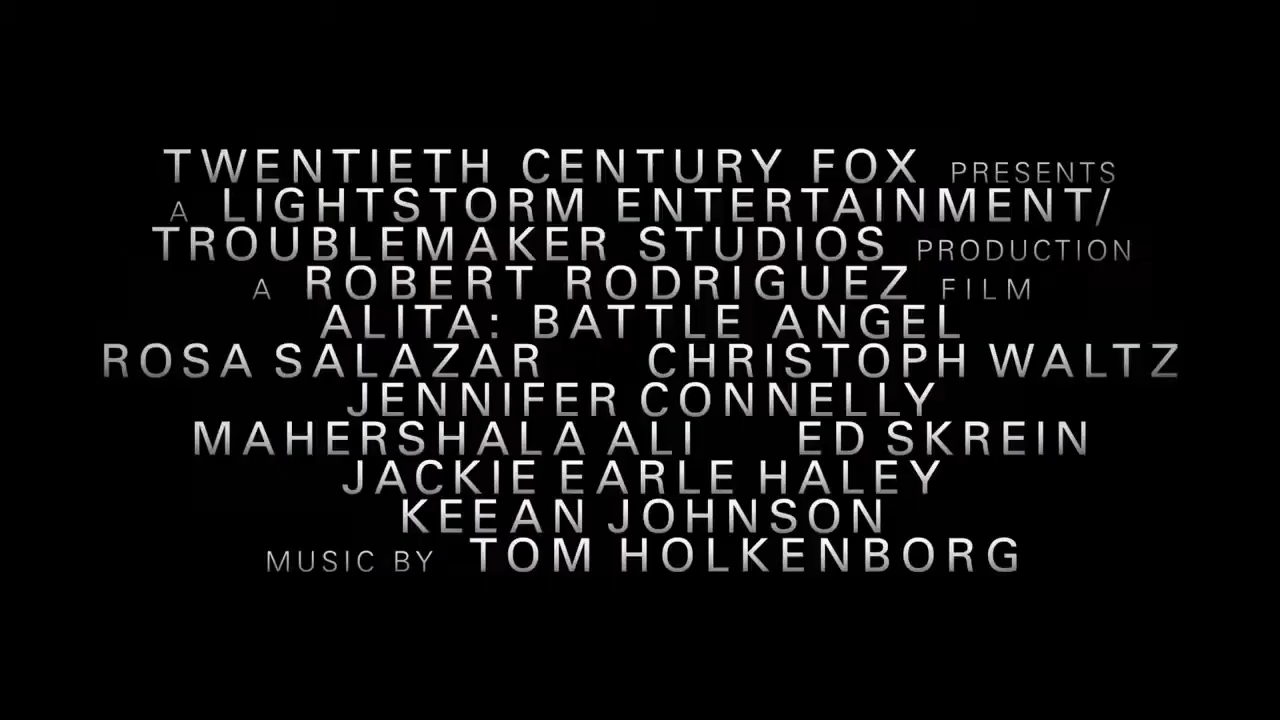 TWENTIETH CENTURY FOX PRESENTS
A LIGHTSTORM ENTERTAINMENT/
TROUBLEMAKER STUDIOS PRODUCTION
A ROBERT RODRIGUEZ FILM
ALITA: BATTLE ANGEL
ROSA SALAZAR CHRISTOPH WALTZ
JENNIFER CONNELLY
MAHERSHALA ALI ED SKREIN
JACKIE EARLE HALEY
KEEAN JOHNSON
MUSIC BY TOM HOLKENBORG